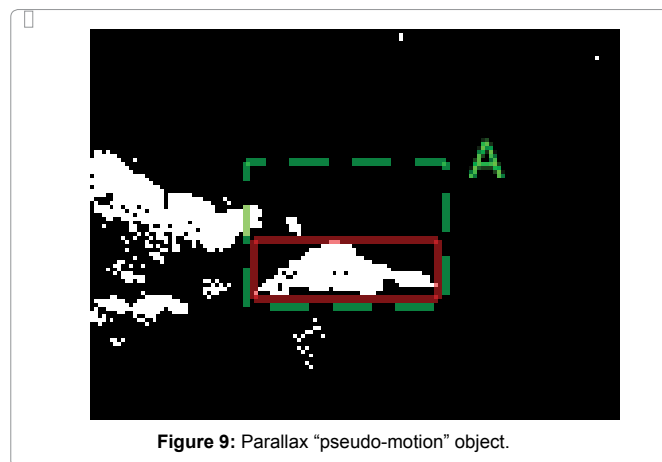 A
Figure 9: Parallax “pseudo-motion” object.